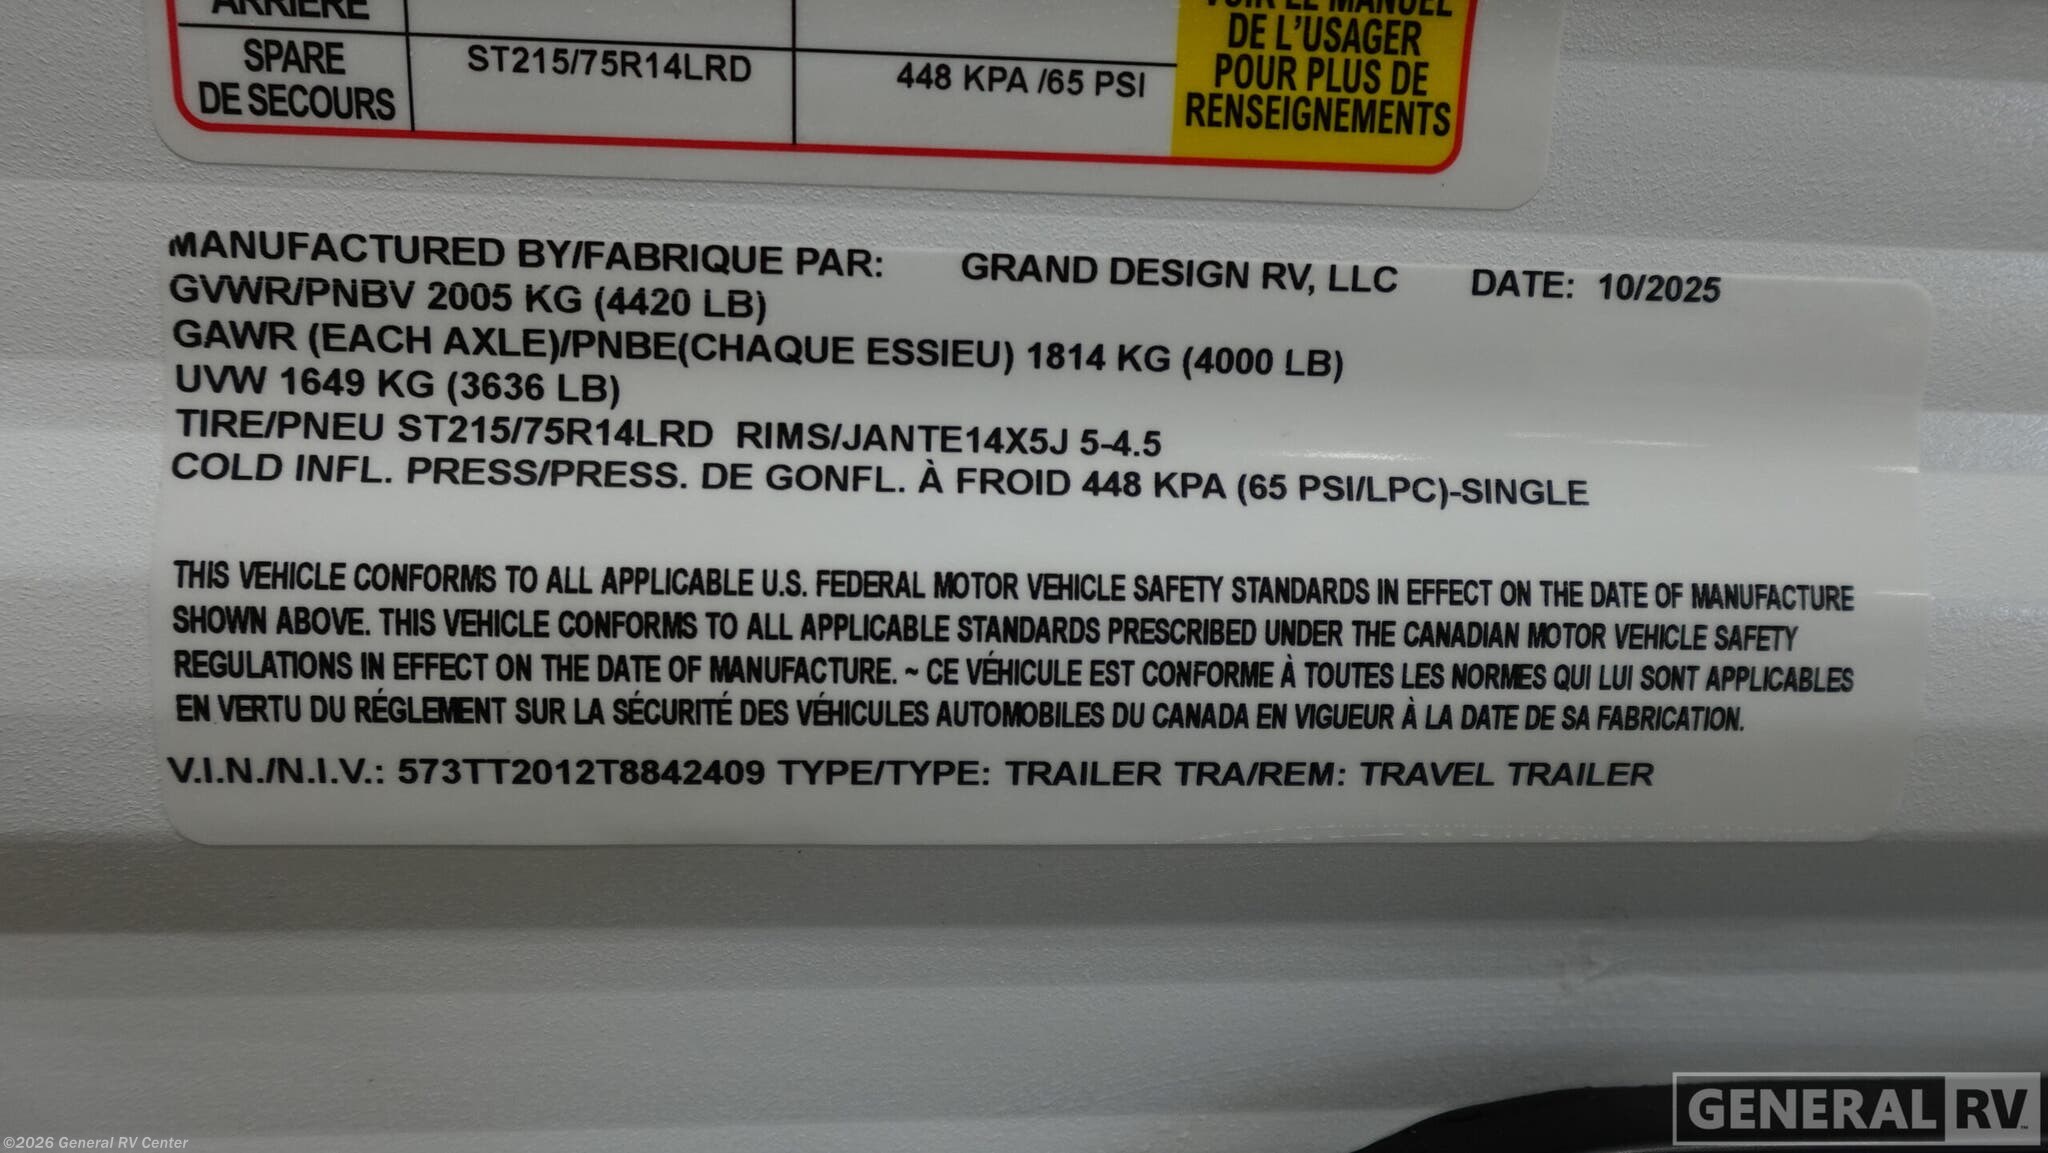 ARRIÈRE
VOIR LE MANUEL
DE L'USAGER
POUR PLUS DE
RENSEIGNEMENTS
SPARE
DE SECOURS
ST215/75R14LRD
448 KPA /65 PSI
MANUFACTURED BY/FABRIQUE PAR: GRAND DESIGN RV, LLC DATE: 10/2025
GVWR/PNBV 2005 KG (4420 LB)
GAWR (EACH AXLE)/PNBE(CHAQUE ESSIEU) 1814 KG (4000 LB)
UVW 1649 KG (3636 LB)
TIRE/PNEU ST215/75R14LRD RIMS/JANTE14X5J 5-4.5
COLD INFL. PRESS/PRESS. DE GONFL. À FROID 448 KPA (65 PSI/LPC)-SINGLE
THIS VEHICLE CONFORMS TO ALL APPLICABLE U.S. FEDERAL MOTOR VEHICLE SAFETY STANDARDS IN EFFECT ON THE DATE OF MANUFACTURE
SHOWN ABOVE. THIS VEHICLE CONFORMS TO ALL APPLICABLE STANDARDS PRESCRIBED UNDER THE CANADIAN MOTOR VEHICLE SAFETY
REGULATIONS IN EFFECT ON THE DATE OF MANUFACTURE. ~ CE VÉHICULE EST CONFORME À TOUTES LES NORMES QUI LUI SONT APPLICABLES
EN VERTU DU RÉGLEMENT SUR LA SÉCURITÉ DES VÉHICULES AUTOMOBILES DU CANADA EN VIGUEUR À LA DATE DE SA FABRICATION.
V.I.N./N.I.V.: 573TT2012T8842409 TYPE/TYPE: TRAILER TRA/REM: TRAVEL TRAILER
GENERAL RV
©2026 General RV Center